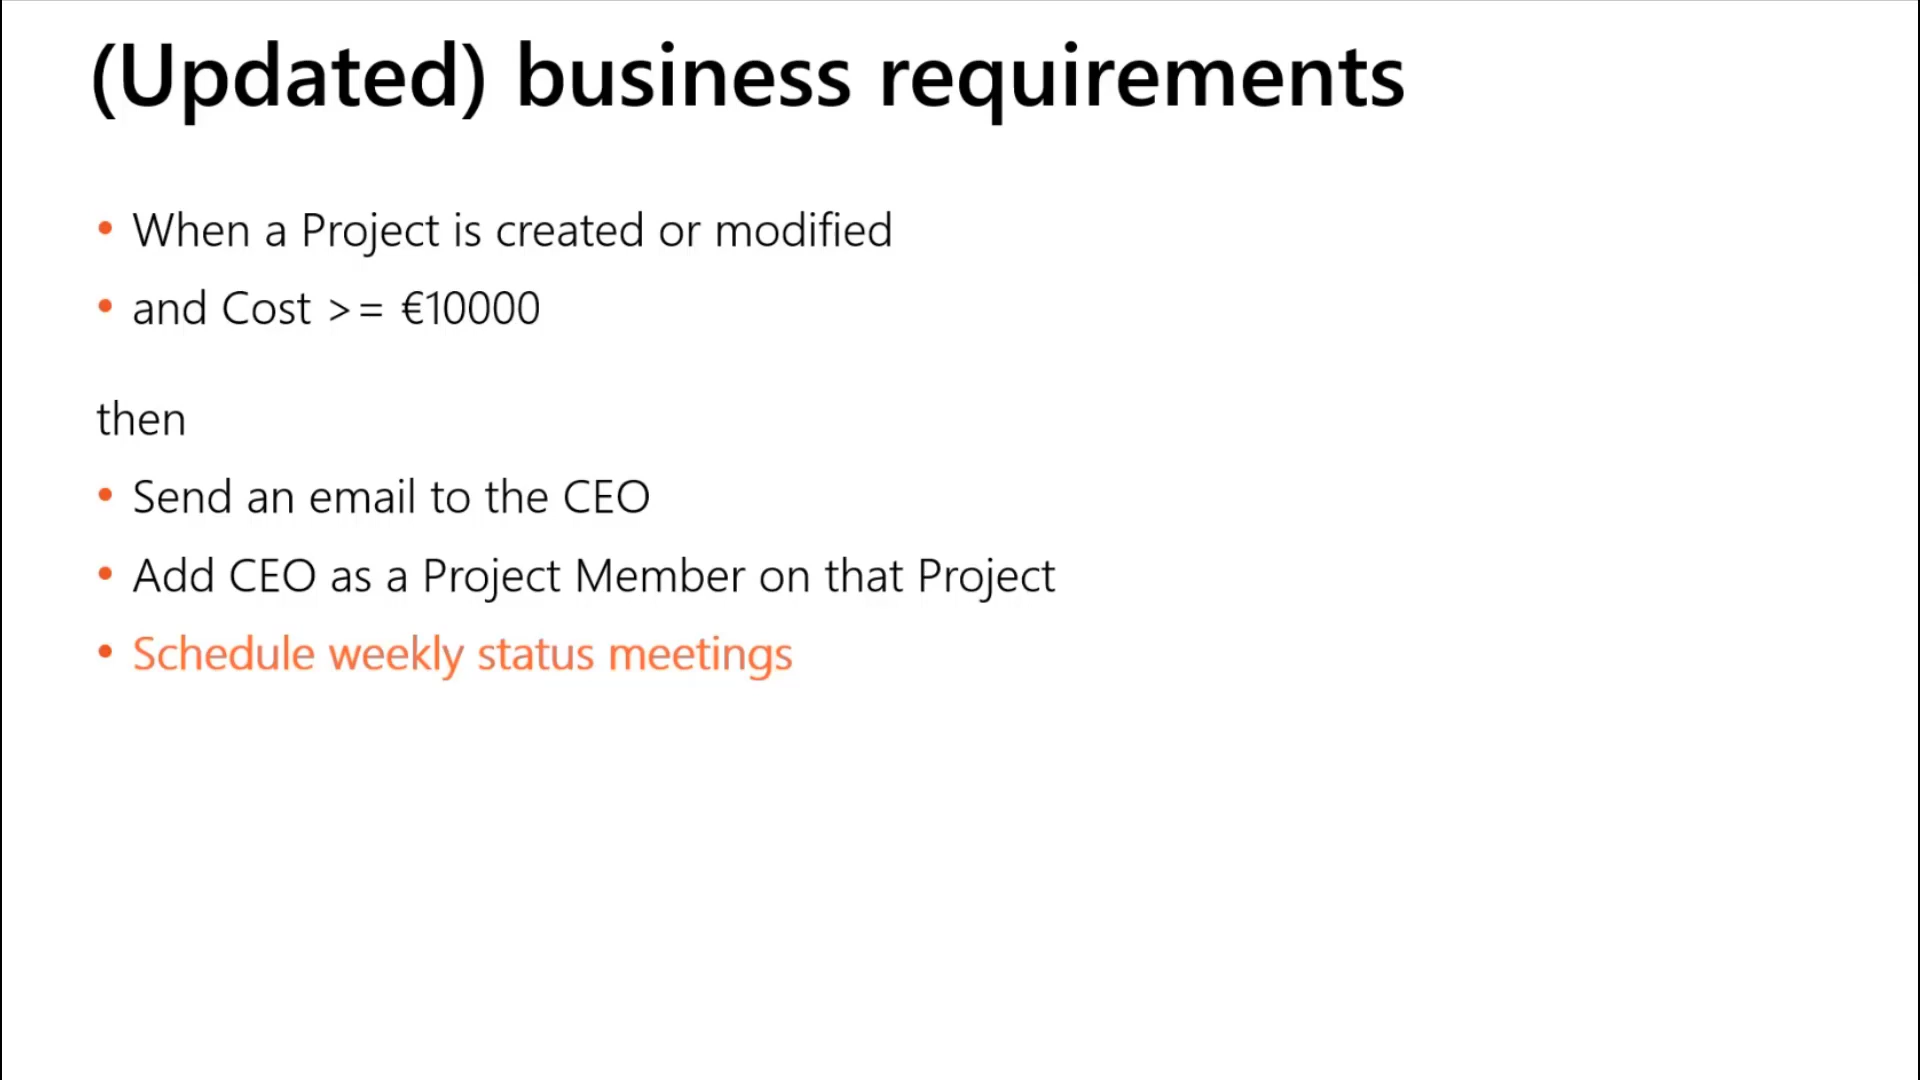 (Updated) business requirements
• When a Project is created or modified
• and Cost >= €10000
then
• Send an email to the CEO
• Add CEO as a Project Member on that Project
• Schedule weekly status meetings